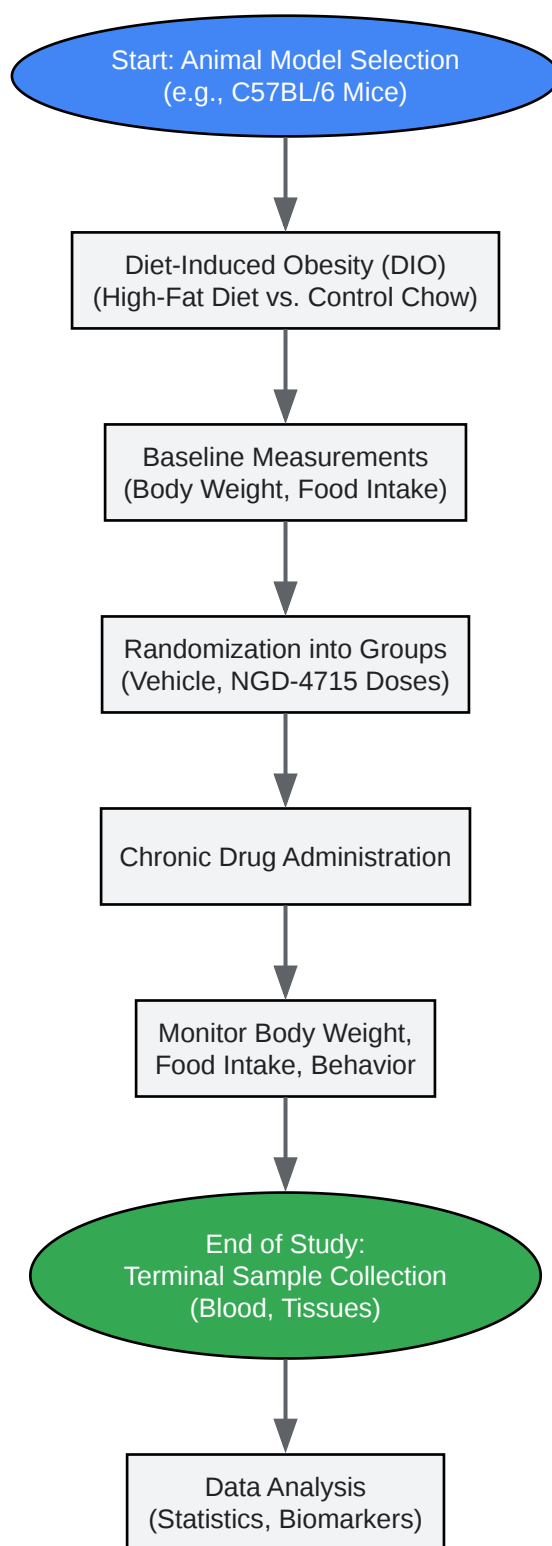 Start: Animal Model Selection
(e.g., C57BL/6 Mice)
Diet-Induced Obesity (DIO)
(High-Fat Diet vs. Control Chow)
Baseline Measurements
(Body Weight, Food Intake)
Randomization into Groups
(Vehicle, NGD-4715 Doses)
Chronic Drug Administration
Monitor Body Weight,
Food Intake, Behavior
End of Study:
Terminal Sample Collection
(Blood, Tissues)
Data Analysis
(Statistics, Biomarkers)